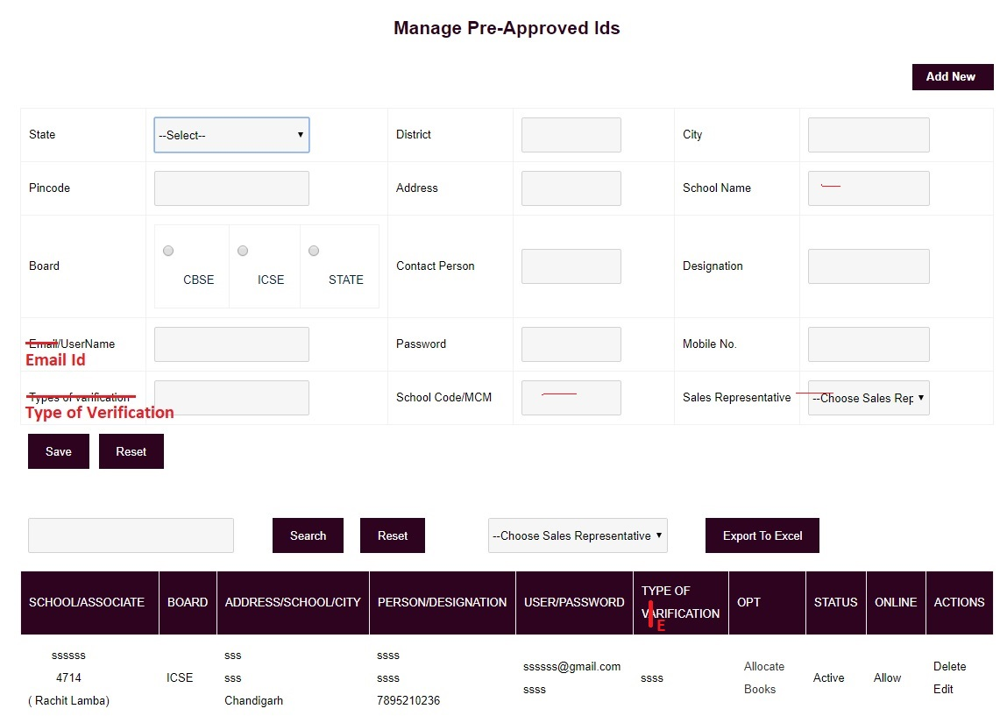 Manage Pre-Approved Ids
Add New
State --Select-- District City
Pincode Address School Name
Board CBSE ICSE STATE Contact Person Designation
Email/UserName Password Mobile No.
Email Id
Types of varification School Code/MCM Sales Representative --Choose Sales Rep
Type of Verification
Save Reset
Search Reset --Choose Sales Representative Export To Excel
SCHOOL/ASSOCIATE BOARD ADDRESS/SCHOOL/CITY PERSON/DESIGNATION USER/PASSWORD TYPE OF VARIFICATION OPT STATUS ONLINE ACTIONS
E
ssssss sss ssss ssssss@gmail.com Allocate Delete
4714 ICSE sss ssss ssss ssss Books Active Allow Edit
( Rachit Lamba) Chandigarh 7895210236